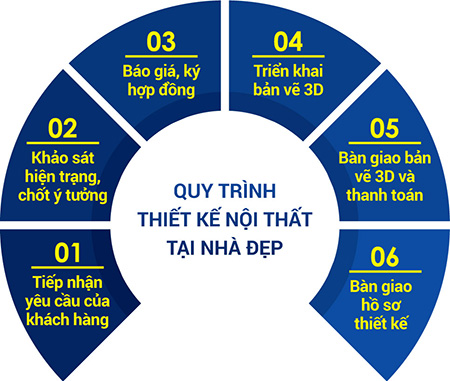 QUY TRÌNH
THIẾT KẾ NỘI THẤT
TẠI NHÀ ĐẸP
01
Tiếp nhận
yêu cầu của
khách hàng
02
Khảo sát
hiện trạng,
chốt ý tưởng
03
Báo giá, ký
hợp đồng
04
Triển khai
bản vẽ 3D
05
Bàn giao bản
vẽ 3D và
thanh toán
06
Bàn giao
hồ sơ
thiết kế